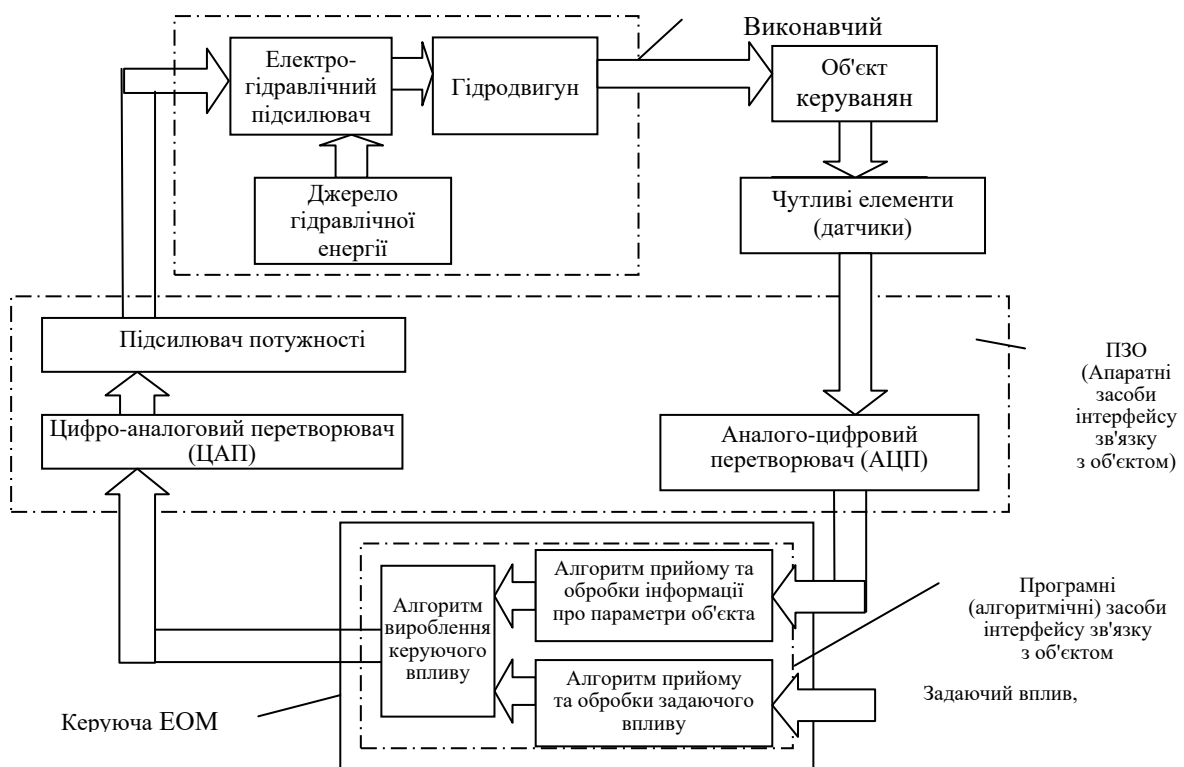 Виконавчий
Електро-
гідравлічний
підсилювач
Гідродвигун
Об'єкт
керуванян
Джерело
гідравлічної
енергії
Чутливі елементи
(датчики)
Підсилювач потужності
ПЗО
(Апаратні
засоби
інтерфейсу
зв'язку
з об'єктом)
Цифро-аналоговий перетворювач
(ЦАП)
Аналого-цифровий
перетворювач (АЦП)
Алгоритм
вироблення
керуючого
впливу
Алгоритм прийому та
обробки інформації
про параметри об'єкта
Програмні
(алгоритмічні) засоби
інтерфейсу зв'язку
з об'єктом
Алгоритм прийому
та обробки задаючого
впливу
Задаючий вплив,
Керуюча ЕОМ